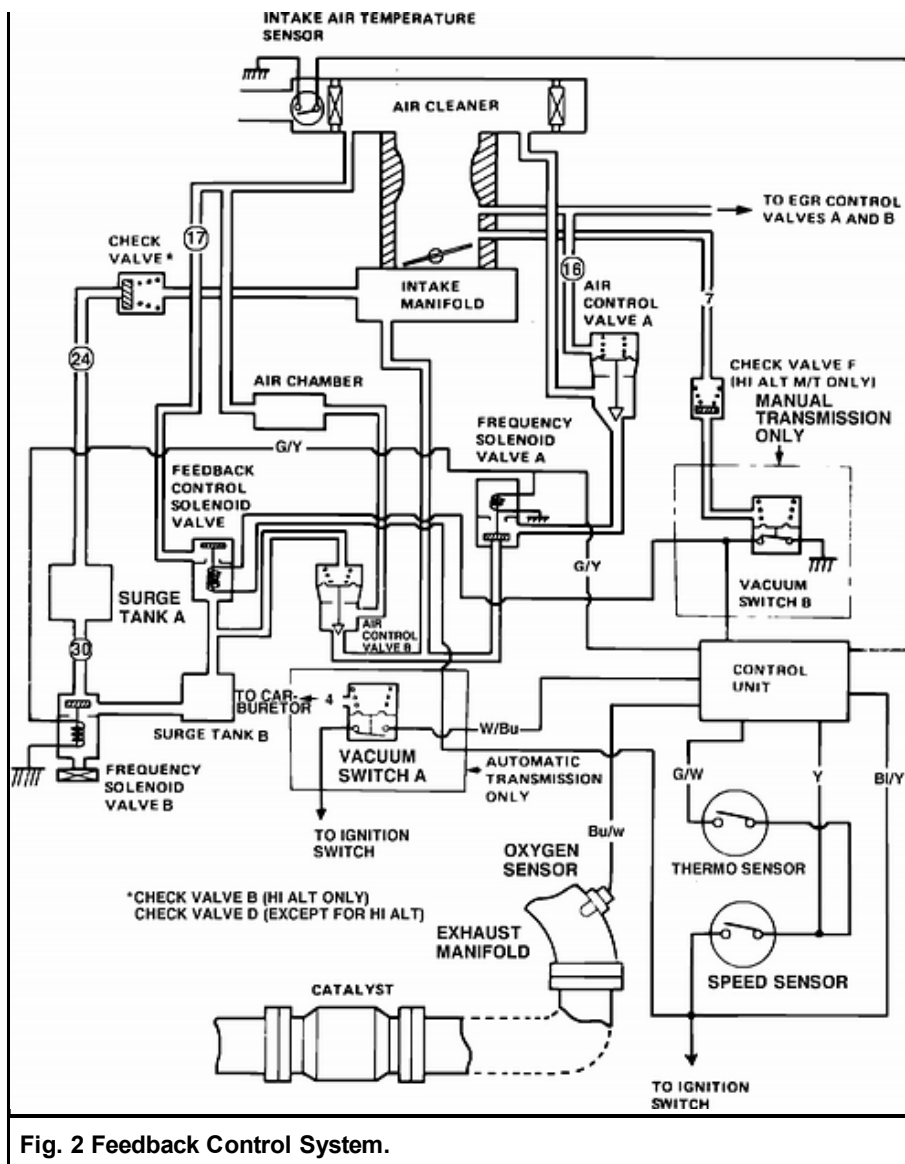 INTAKE AIR TEMPERATURE
SENSOR
AIR CLEANER
TO EGR CONTROL
VALVES A AND B
17
CHECK
VALVE*
16
INTAKE
MANIFOLD
AIR
CONTROL
VALVE A
7
24
CHECK VALVE F
(HI ALT M/T ONLY)
MANUAL
TRANSMISSION
ONLY
AIR CHAMBER
FREQUENCY
SOLENOID
VALVE A
G/Y
FEEDBACK
CONTROL
SOLENOID
VALVE
G/Y
VACUUM
SWITCH B
SURGE
TANK A
AIR
CONTROL
VALVE B
30
CONTROL
UNIT
TO CAR-
BURETOR
4
SURGE TANK B
W/Bu
VACUUM
SWITCH A
AUTOMATIC
TRANSMISSION
ONLY
G/W
Y
Bl/Y
FREQUENCY
SOLENOID
VALVE B
TO IGNITION
SWITCH
Bu/w
OXYGEN
SENSOR
THERMO SENSOR
*CHECK VALVE B (HI ALT ONLY)
CHECK VALVE D (EXCEPT FOR HI ALT)
EXHAUST
MANIFOLD
SPEED SENSOR
CATALYST
TO IGNITION
SWITCH
Fig. 2 Feedback Control System.